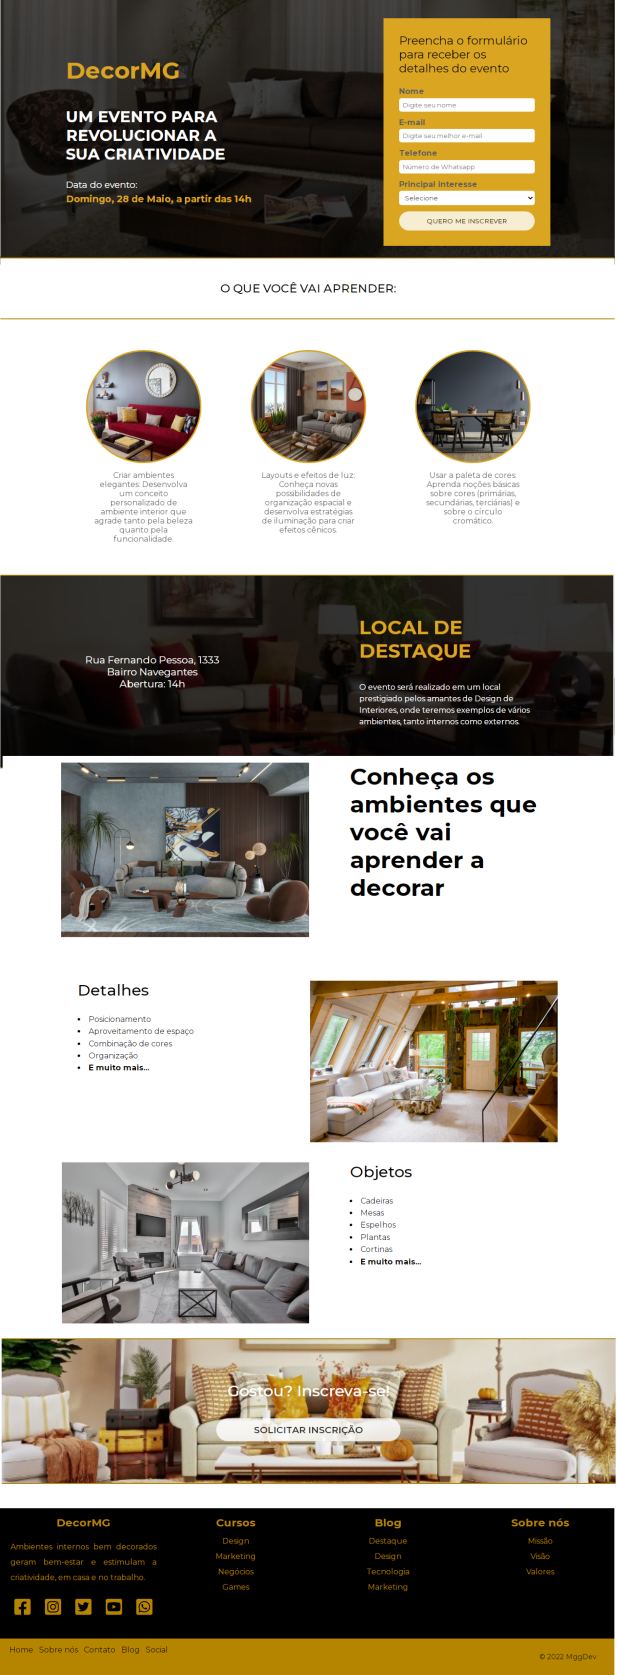 DecorMG
UM EVENTO PARA
REVOLUCIONAR A
SUA CRIATIVIDADE
Data do evento:
Domingo, 28 de Maio, a partir das 14h
Preencha o formulário
para receber os
detalhes do evento
Nome
Digite seu nome
E-mail
Digite seu melhor e-mail
Telefone
Número de Whatsapp
Principal interesse
Selecione
QUERO ME INSCREVER
O QUE VOCÊ VAI APRENDER:
Criar ambientes
elegantes: Desenvolva
um conceito
personalizado de
ambiente interior que
agrade tanto pela beleza
quanto pela
funcionalidade.
Layouts e efeitos de luz:
Conheça novas
possibilidades de
organização espacial e
desenvolva estratégias
de iluminação para criar
efeitos cênicos.
Usar a paleta de cores:
Aprenda noções básicas
sobre cores (primárias,
secundárias, terciárias) e
sobre o círculo
cromático.
Rua Fernando Pessoa, 1333
Bairro Navegantes
Abertura: 14h
LOCAL DE
DESTAQUE
O evento será realizado em um local
prestigiado pelos amantes de Design de
Interiores, onde teremos exemplos de vários
ambientes, tanto internos como externos.
Conheça os
ambientes que
você vai
aprender a
decorar
Detalhes
• Posicionamento
• Aproveitamento de espaço
• Combinação de cores
• Organização
• E muito mais...
Objetos
• Cadeiras
• Mesas
• Espelhos
• Plantas
• Cortinas
• E muito mais...
Gostou? Inscreva-se!
SOLICITAR INSCRIÇÃO
DecorMG
Ambientes internos bem decorados
geram bem-estar e estimulam a
criatividade, em casa e no trabalho.
Cursos
Design
Marketing
Negócios
Games
Blog
Destaque
Design
Tecnologia
Marketing
Sobre nós
Missão
Visão
Valores
Home Sobre nós Contato Blog Social
© 2022 MggDev.